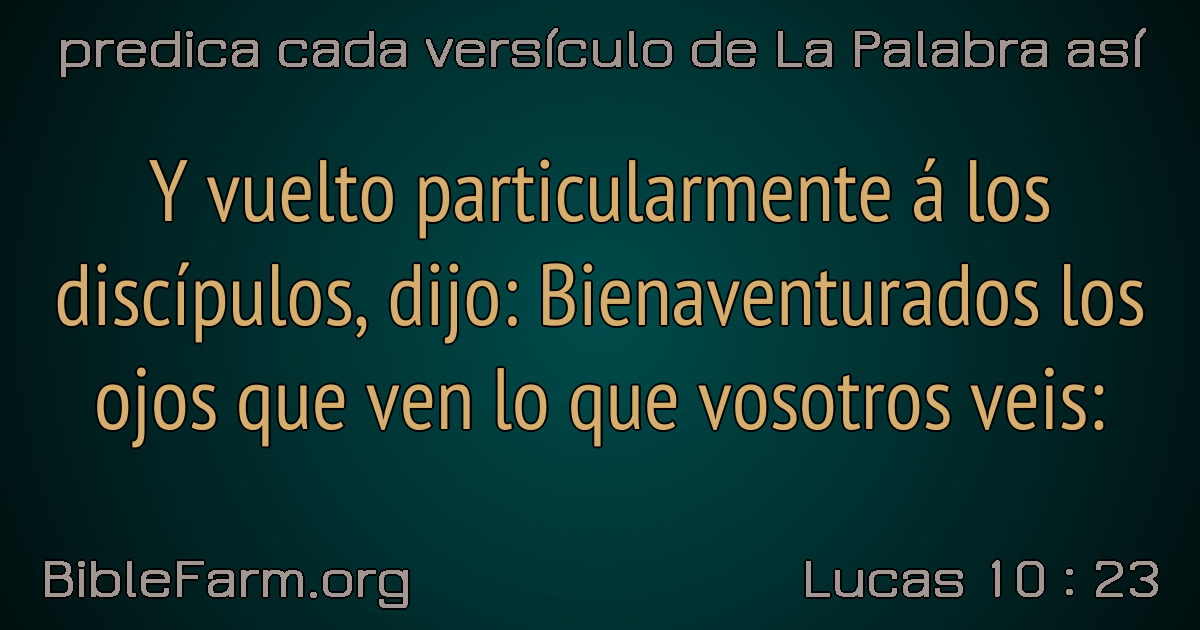 predica cada versículo de La Palabra así
Y vuelto particularmente á los
discípulos, dijo: Bienaventurados los
ojos que ven lo que vosotros veis:
BibleFarm.org
Lucas 10 : 23